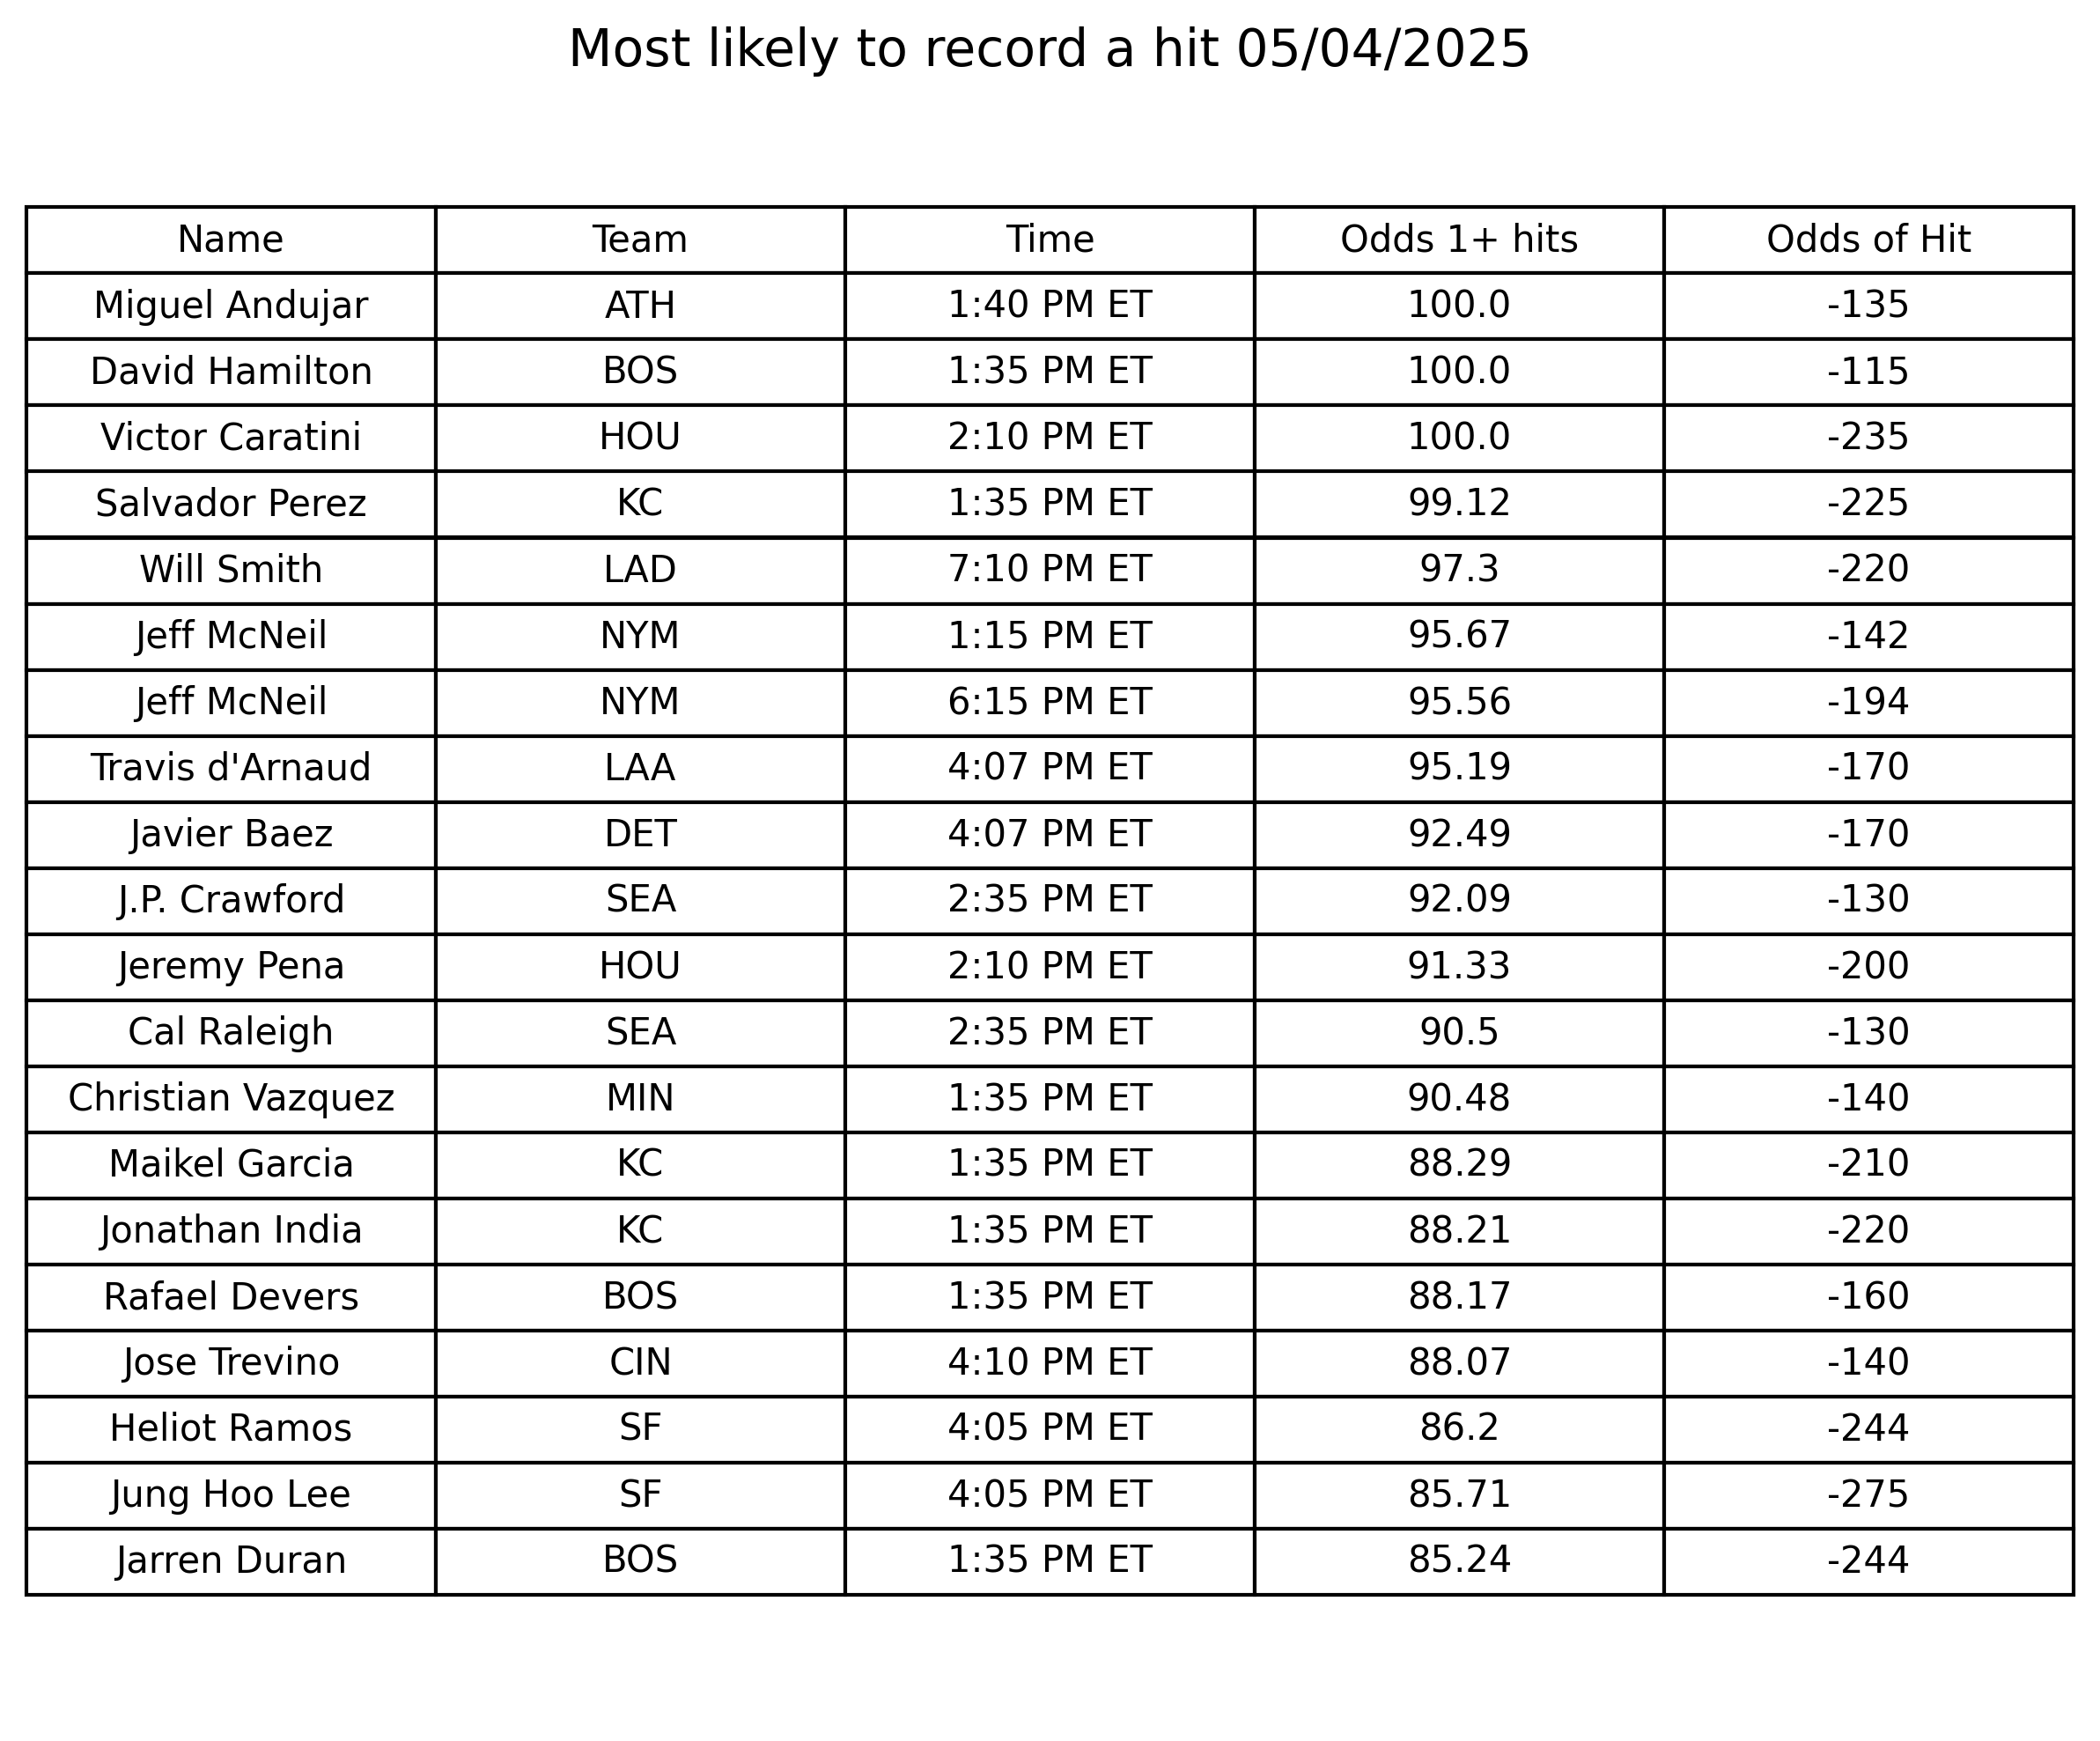 Most likely to record a hit 05/04/2025
Name Team Time Odds 1+ hits Odds of Hit
Miguel Andujar ATH 1:40 PM ET 100.0 -135
David Hamilton BOS 1:35 PM ET 100.0 -115
Victor Caratini HOU 2:10 PM ET 100.0 -235
Salvador Perez KC 1:35 PM ET 99.12 -225
Will Smith LAD 7:10 PM ET 97.3 -220
Jeff McNeil NYM 1:15 PM ET 95.67 -142
Jeff McNeil NYM 6:15 PM ET 95.56 -194
Travis d'Arnaud LAA 4:07 PM ET 95.19 -170
Javier Baez DET 4:07 PM ET 92.49 -170
J.P. Crawford SEA 2:35 PM ET 92.09 -130
Jeremy Pena HOU 2:10 PM ET 91.33 -200
Cal Raleigh SEA 2:35 PM ET 90.5 -130
Christian Vazquez MIN 1:35 PM ET 90.48 -140
Maikel Garcia KC 1:35 PM ET 88.29 -210
Jonathan India KC 1:35 PM ET 88.21 -220
Rafael Devers BOS 1:35 PM ET 88.17 -160
Jose Trevino CIN 4:10 PM ET 88.07 -140
Heliot Ramos SF 4:05 PM ET 86.2 -244
Jung Hoo Lee SF 4:05 PM ET 85.71 -275
Jarren Duran BOS 1:35 PM ET 85.24 -244